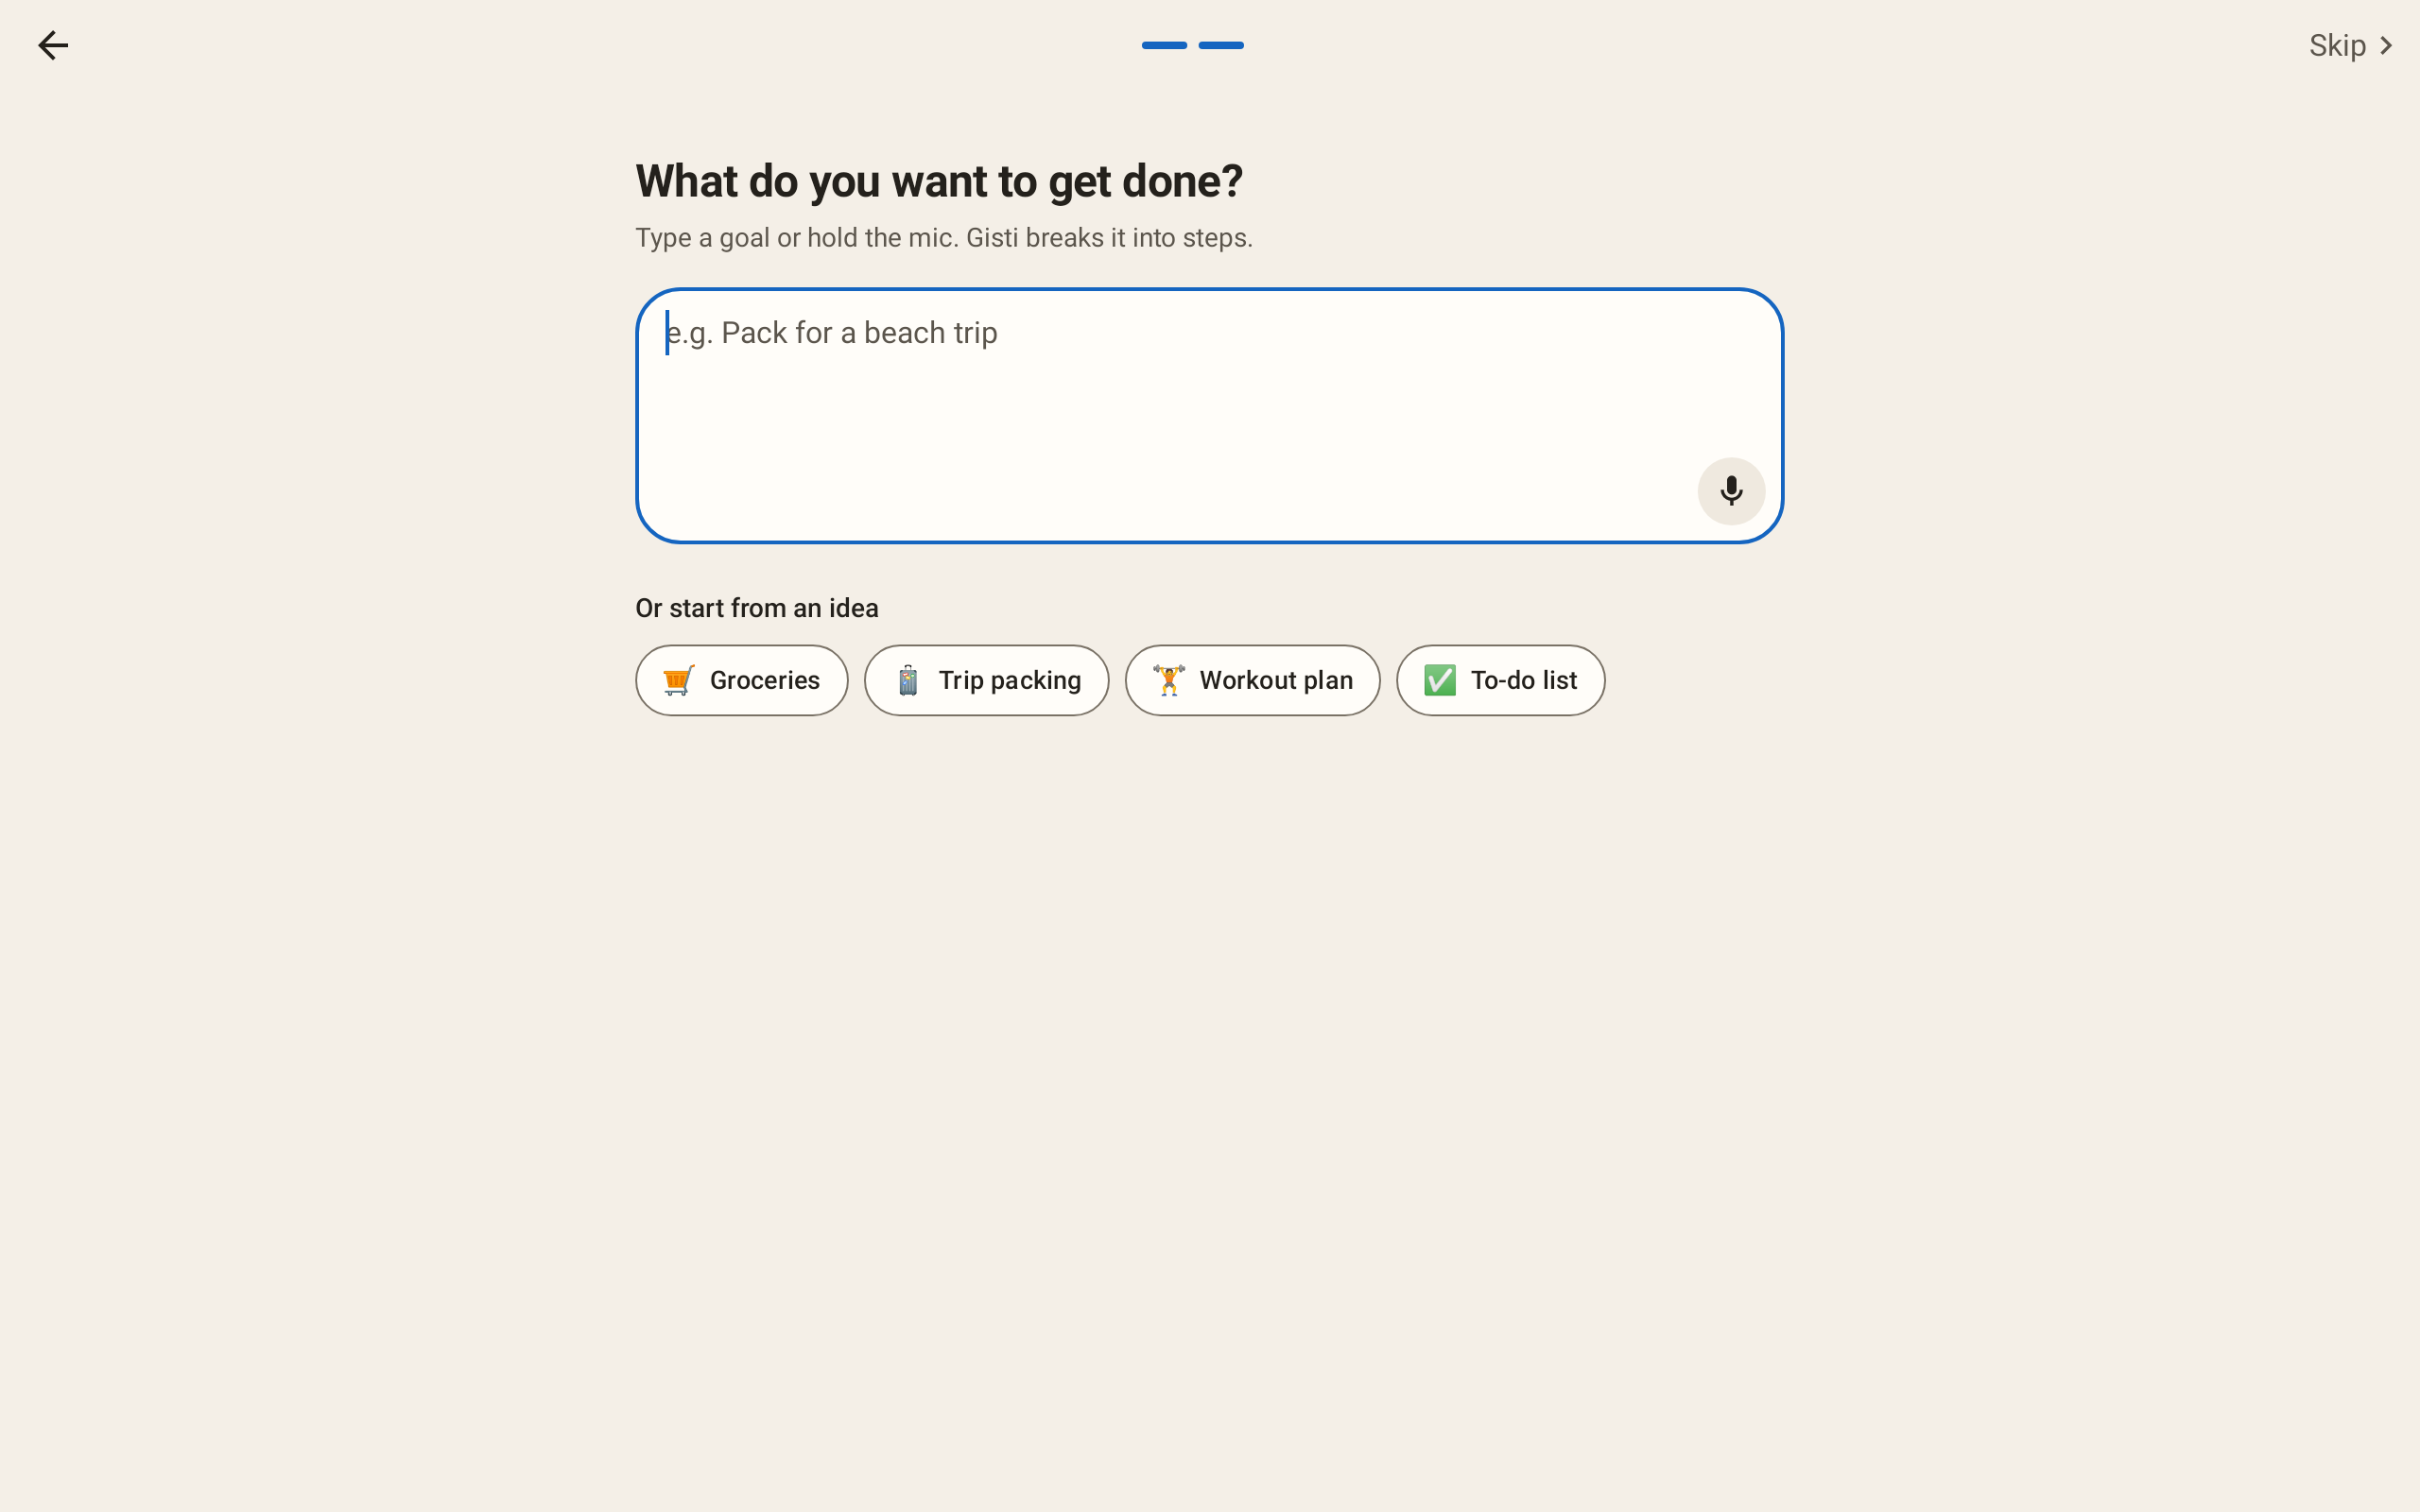 Skip
What do you want to get done?
Type a goal or hold the mic. Gisti breaks it into steps.
e.g. Pack for a beach trip
Or start from an idea
Groceries
Trip packing
Workout plan
To-do list